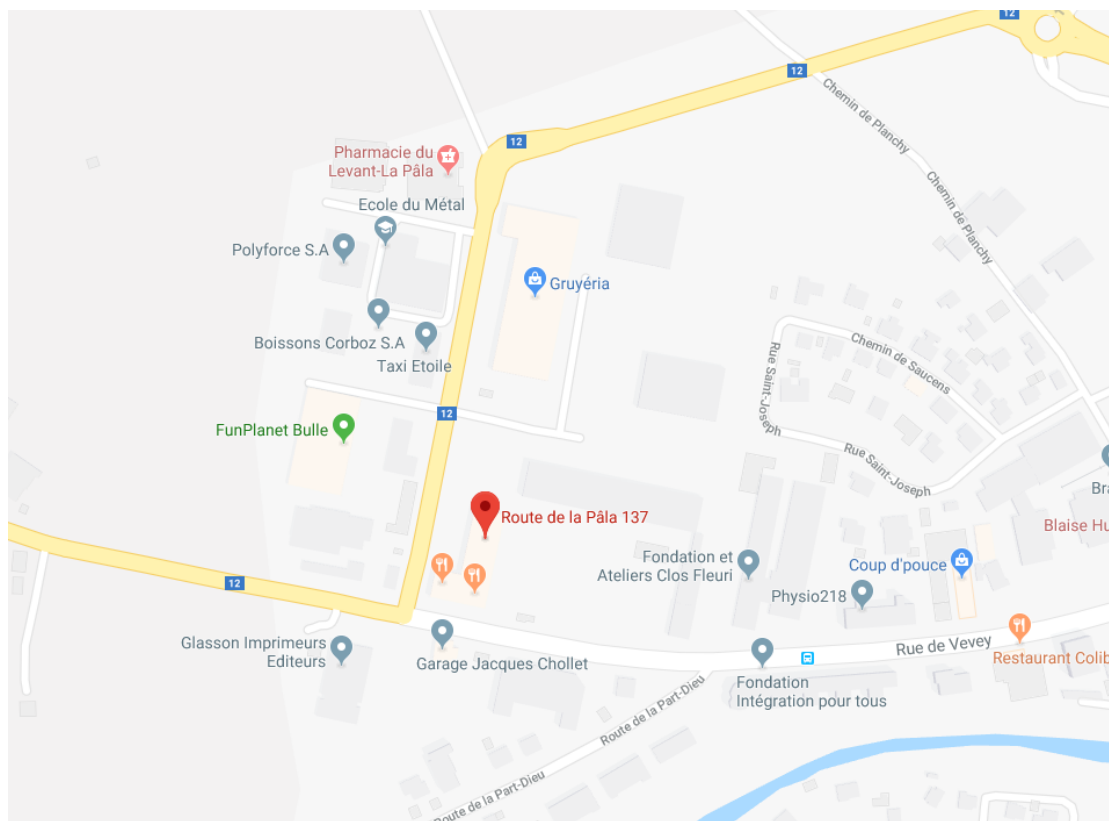 12
12
Chemin de Planchy
12
Pharmacie du
Levant-La Pâla
Ecole du Métal
Chemin de Planchy
Polyforce S.A
Gruyéria
Boissons Corboz S.A
Taxi Etoile
Chemin de Saucens
Rue Saint-Joseph
12
FunPlanet Bulle
Rue Saint-Joseph
Bra
Route de la Pâla 137
Blaise Hu
Fondation et
Ateliers Clos Fleuri
Coup d'pouce
12
Physio218
Glasson Imprimeurs
Editeurs
Garage Jacques Chollet
Rue de Vevey
Restaurant Colib
Fondation
Intégration pour tous
Route de la Part-Dieu
Route de la Part-Dieu